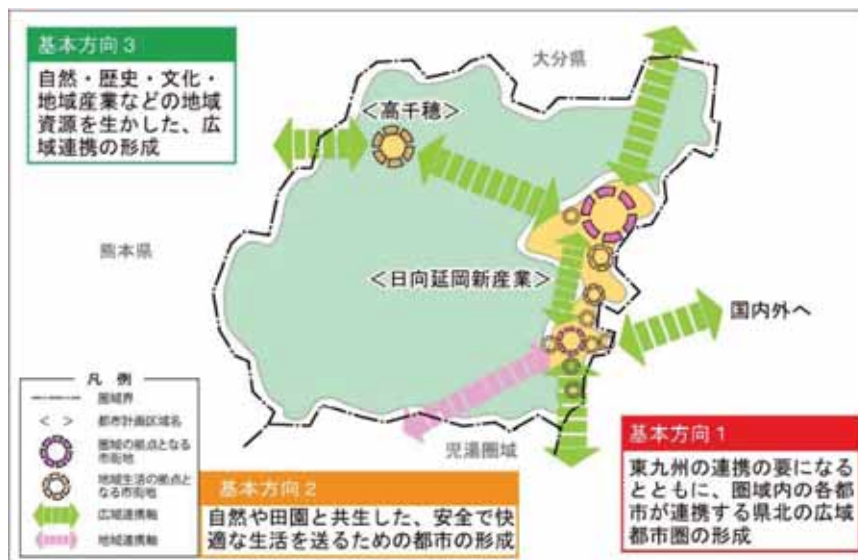 基本方向3
自然・歴史・文化・
地域産業などの地域
資源を生かした、広
域連携の形成
大分県
<高千穂>
熊本県
<日向延岡新産業>
国内外へ
児湯圏域
凡 例
圏域界
< > 都市計画区域名
圏域の拠点となる
市街地
地域生活の拠点と
なる市街地
広域連携軸
地域連携軸
基本方向2
自然や田園と共生した、安全で快
適な生活を送るための都市の形成
基本方向1
東九州の連携の要になる
とともに、圏域内の各都
市が連携する県北の広域
都市圏の形成